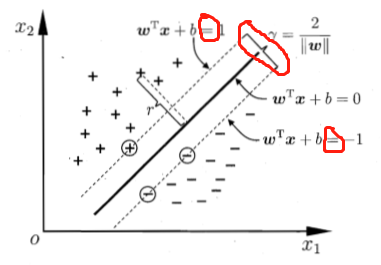 x₂
wᵀx + b = 1
γ = 2/‖w‖
r
wᵀx + b = 0
wᵀx + b = −1
O
x₁